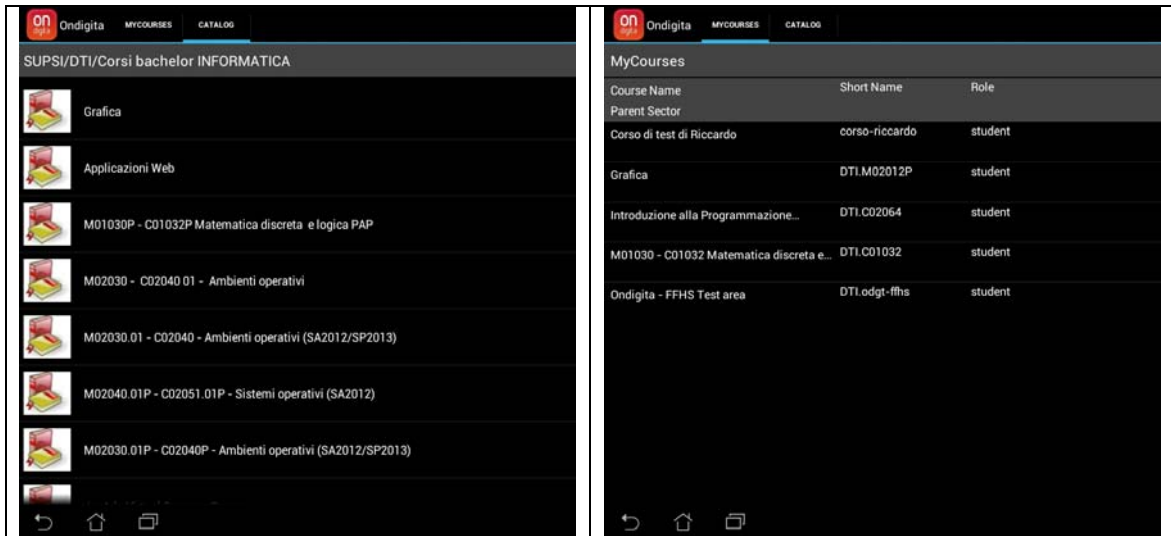 on
digita
Ondigita MYCOURSES CATALOG
SUPSI/DTI/Corsi bachelor INFORMATICA
Grafica
Applicazioni Web
M01030P - C01032P Matematica discreta e logica PAP
M02030 - C02040 01 - Ambienti operativi
M02030.01 - C02040 - Ambienti operativi (SA2012/SP2013)
M02040.01P - C02051.01P - Sistemi operativi (SA2012)
M02030.01P - C02040P - Ambienti operativi (SA2012/SP2013)
on
digita
Ondigita MYCOURSES CATALOG
MyCourses
Course Name Short Name Role
Parent Sector
Corso di test di Riccardo corso-riccardo student
Grafica DTI.M02012P student
Introduzione alla Programmazione... DTI.C02064 student
M01030 - C01032 Matematica discreta e... DTI.C01032 student
Ondigita - FFHS Test area DTI.odgt-ffhs student